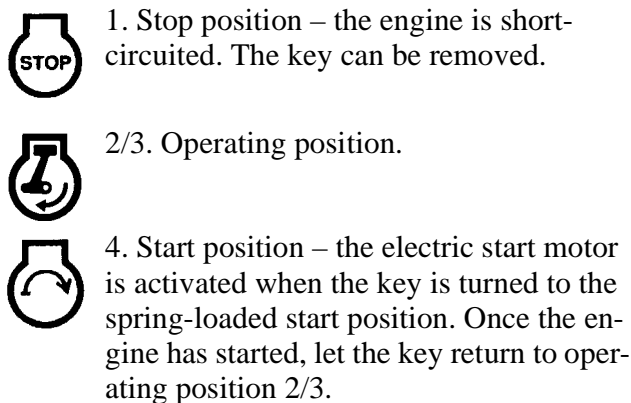 1. Stop position – the engine is short-
circuited. The key can be removed.
STOP
2/3. Operating position.
4. Start position – the electric start motor
is activated when the key is turned to the
spring-loaded start position. Once the en-
gine has started, let the key return to oper-
ating position 2/3.